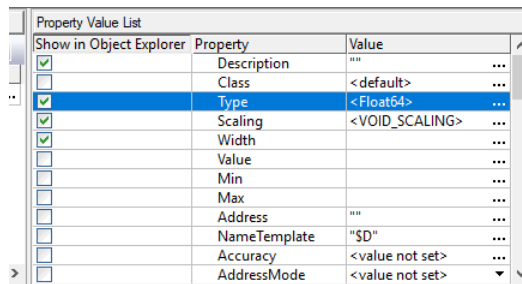 Property Value List
Show in Object Explorer Property Value
Description "" ...
Class <default> ...
Type <Float64> ...
Scaling <VOID_SCALING> ...
Width ...
Value ...
Min ...
Max ...
Address "" ...
NameTemplate "$D" ...
Accuracy <value not set> ...
AddressMode <value not set>